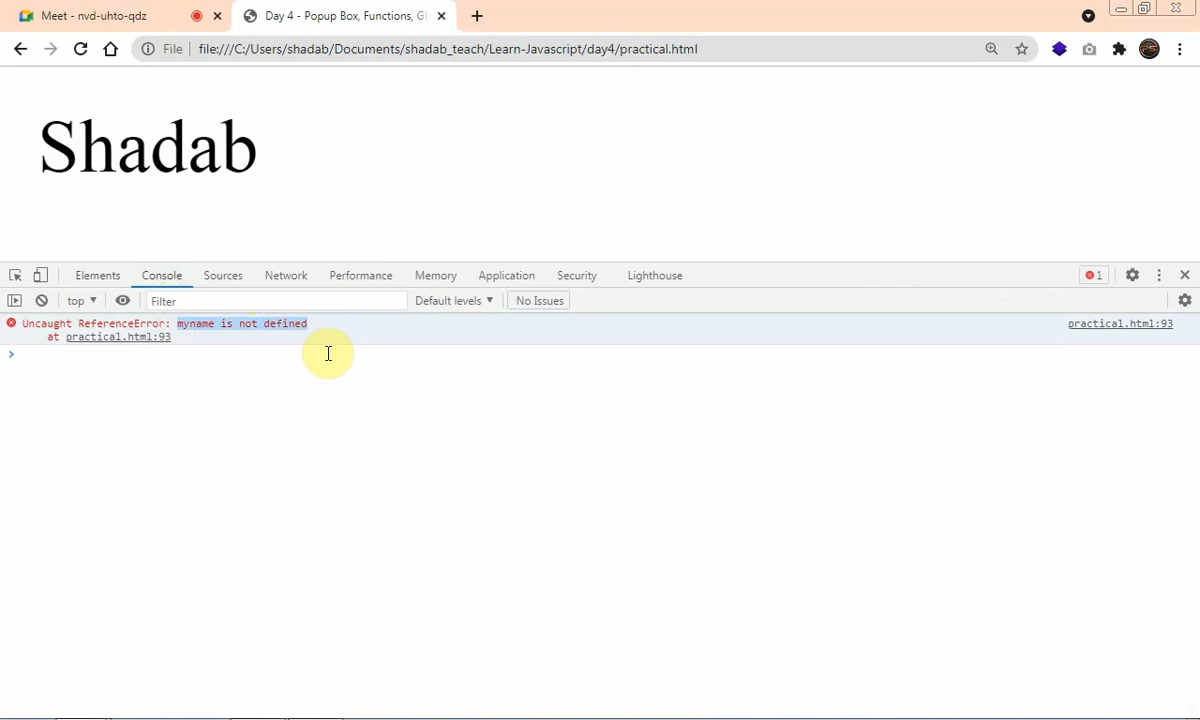 Meet - nvd-uhto-qdz
Day 4 - Popup Box, Functions, Gl
File
file:///C:/Users/shadab/Documents/shadab_teach/Learn-Javascript/day4/practical.html
Shadab
Elements Console Sources Network Performance Memory Application Security Lighthouse 1
top Filter Default levels No Issues
Uncaught ReferenceError: myname is not defined practical.html:93
at practical.html:93